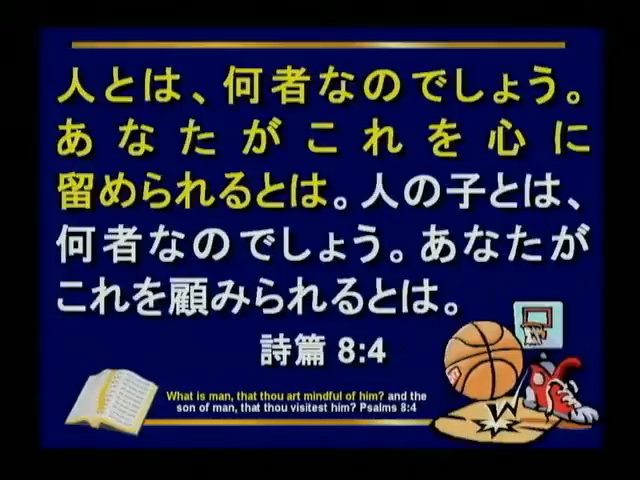 人とは、何者なのでしょう。
あなたがこれを心に
留められるとは。人の子とは、
何者なのでしょう。あなたが
これを顧みられるとは。
詩篇 8:4
What is man, that thou art mindful of him? and the
son of man, that thou visitest him? Psalms 8:4